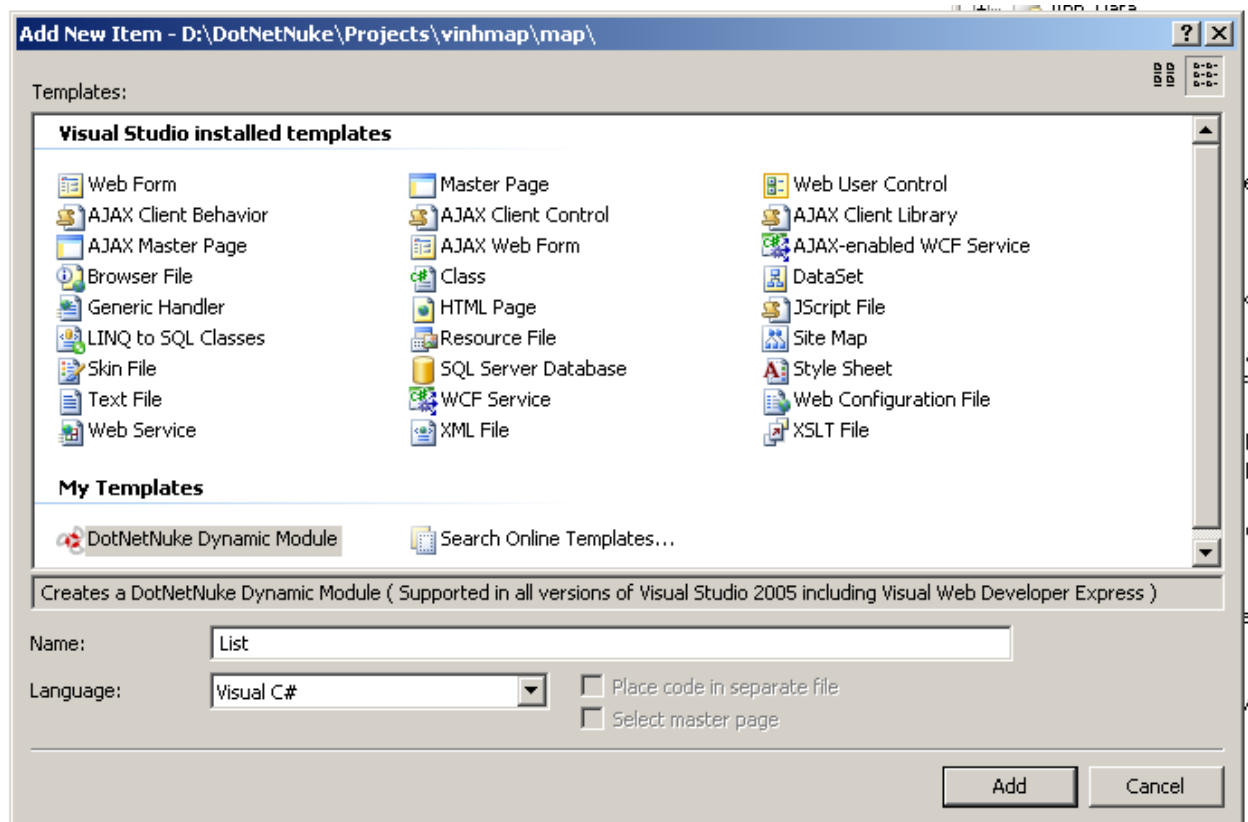 Add New Item - D:\DotNetNuke\Projects\vinhmap\map\
Templates:
Visual Studio installed templates
Web Form Master Page Web User Control
AJAX Client Behavior AJAX Client Control AJAX Client Library
AJAX Master Page AJAX Web Form AJAX-enabled WCF Service
Browser File Class DataSet
Generic Handler HTML Page JScript File
LINQ to SQL Classes Resource File Site Map
Skin File SQL Server Database Style Sheet
Text File WCF Service Web Configuration File
Web Service XML File XSLT File
My Templates
DotNetNuke Dynamic Module Search Online Templates...
Creates a DotNetNuke Dynamic Module ( Supported in all versions of Visual Studio 2005 including Visual Web Developer Express )
Name: List
Language: Visual C# Place code in separate file
Select master page
Add Cancel